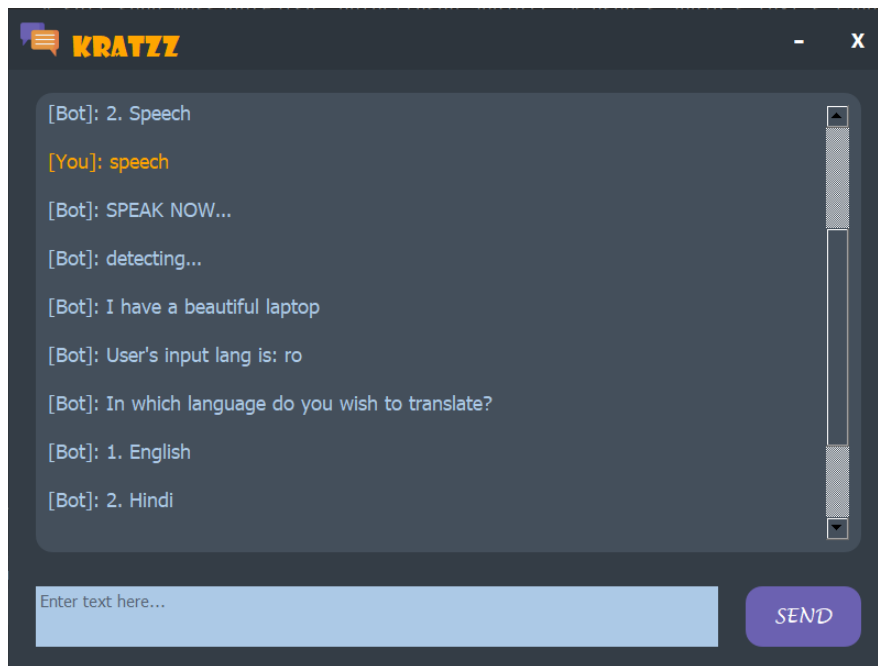 KRATZZ
- X
[Bot]: 2. Speech
[You]: speech
[Bot]: SPEAK NOW...
[Bot]: detecting...
[Bot]: I have a beautiful laptop
[Bot]: User's input lang is: ro
[Bot]: In which language do you wish to translate?
[Bot]: 1. English
[Bot]: 2. Hindi
Enter text here...
SEND